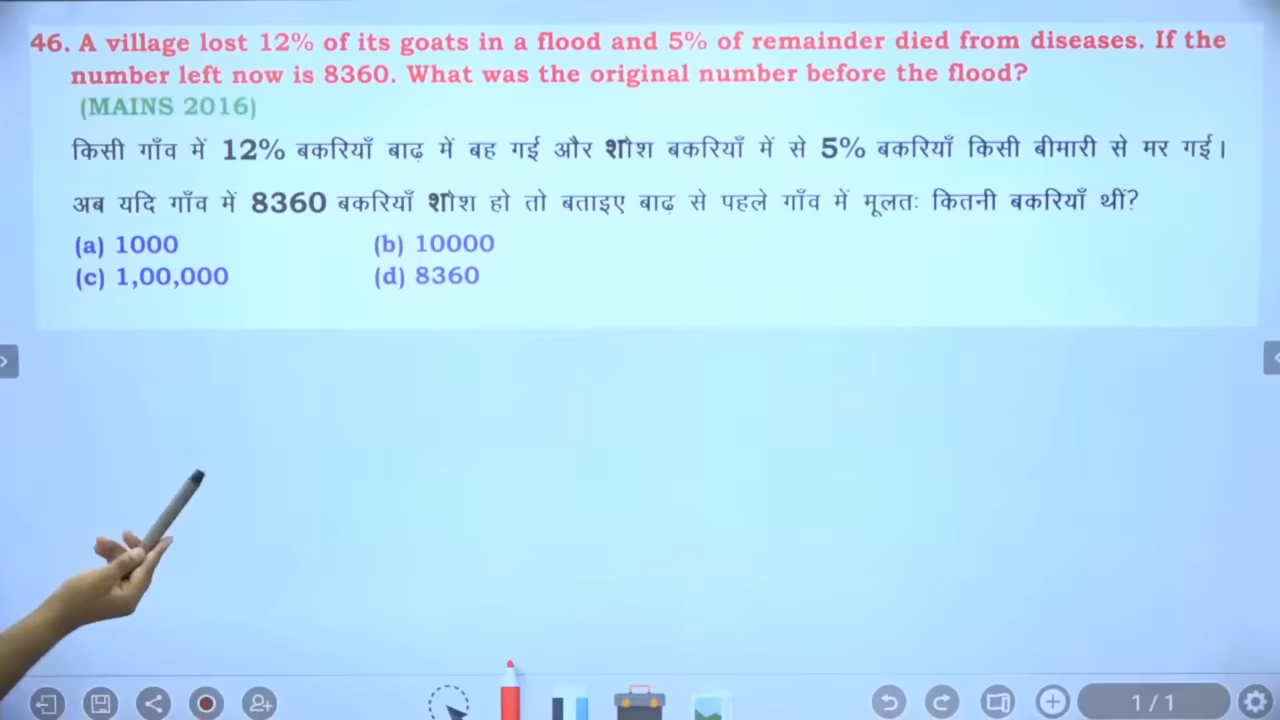 46. A village lost 12% of its goats in a flood and 5% of remainder died from diseases. If the
number left now is 8360. What was the original number before the flood?
(MAINS 2016)
किसी गाँव में 12% बकरियाँ बाढ़ में बह गई और शोश बकरियाँ में से 5% बकरियाँ किसी बीमारी से मर गई।
अब यदि गाँव में 8360 बकरियाँ शोश हो तो बताइए बाढ़ से पहले गाँव में मूलतः कितनी बकरियाँ थीं?
(a) 1000 (b) 10000
(c) 1,00,000 (d) 8360
1 / 1